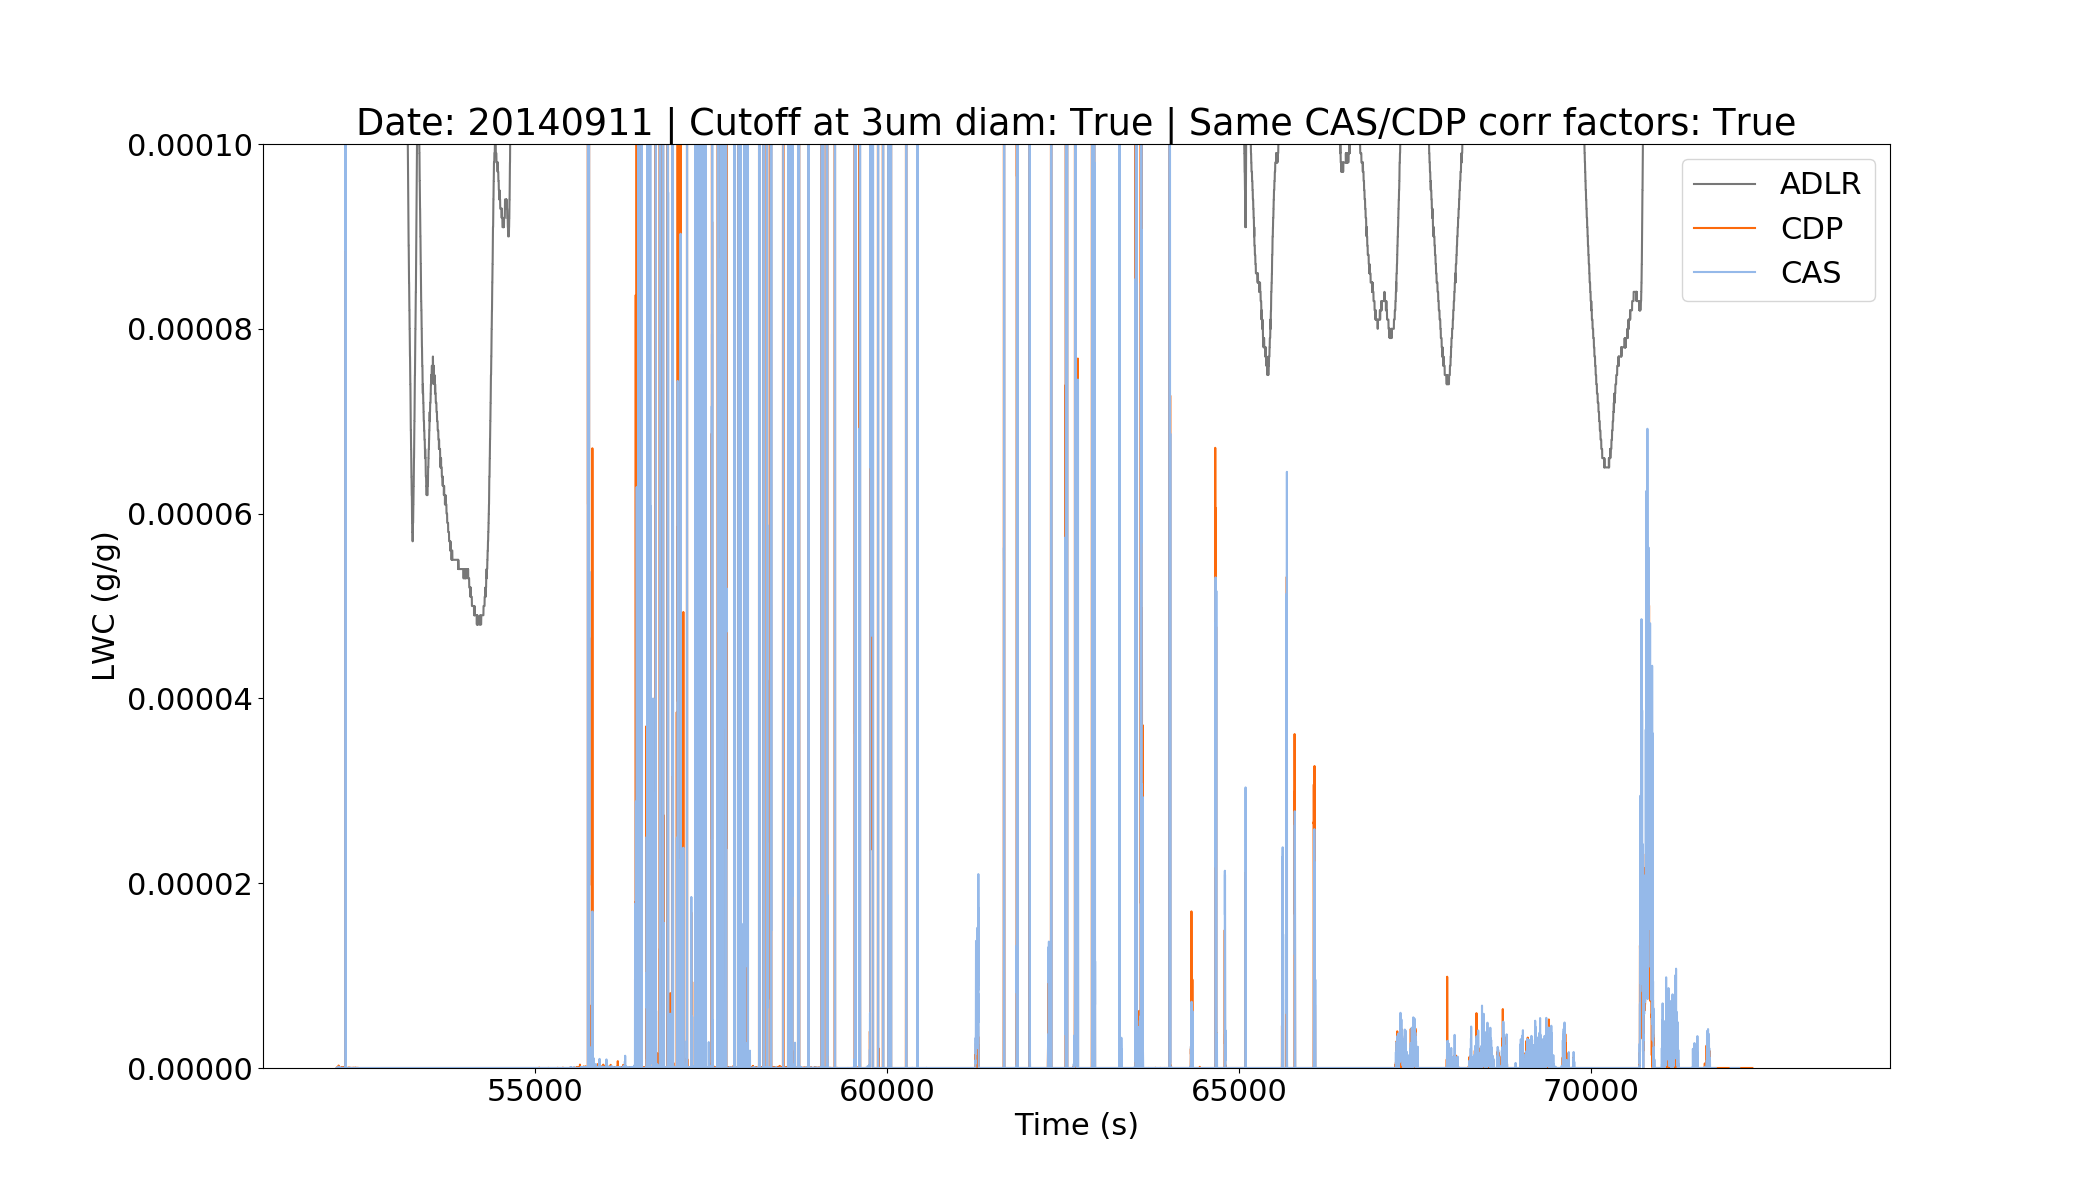 Date: 20140911 | Cutoff at 3um diam: True | Same CAS/CDP corr factors: True
0.00010
0.00008
0.00006
0.00004
0.00002
0.00000
LWC (g/g)
ADLR
CDP
CAS
55000 60000 65000 70000
Time (s)